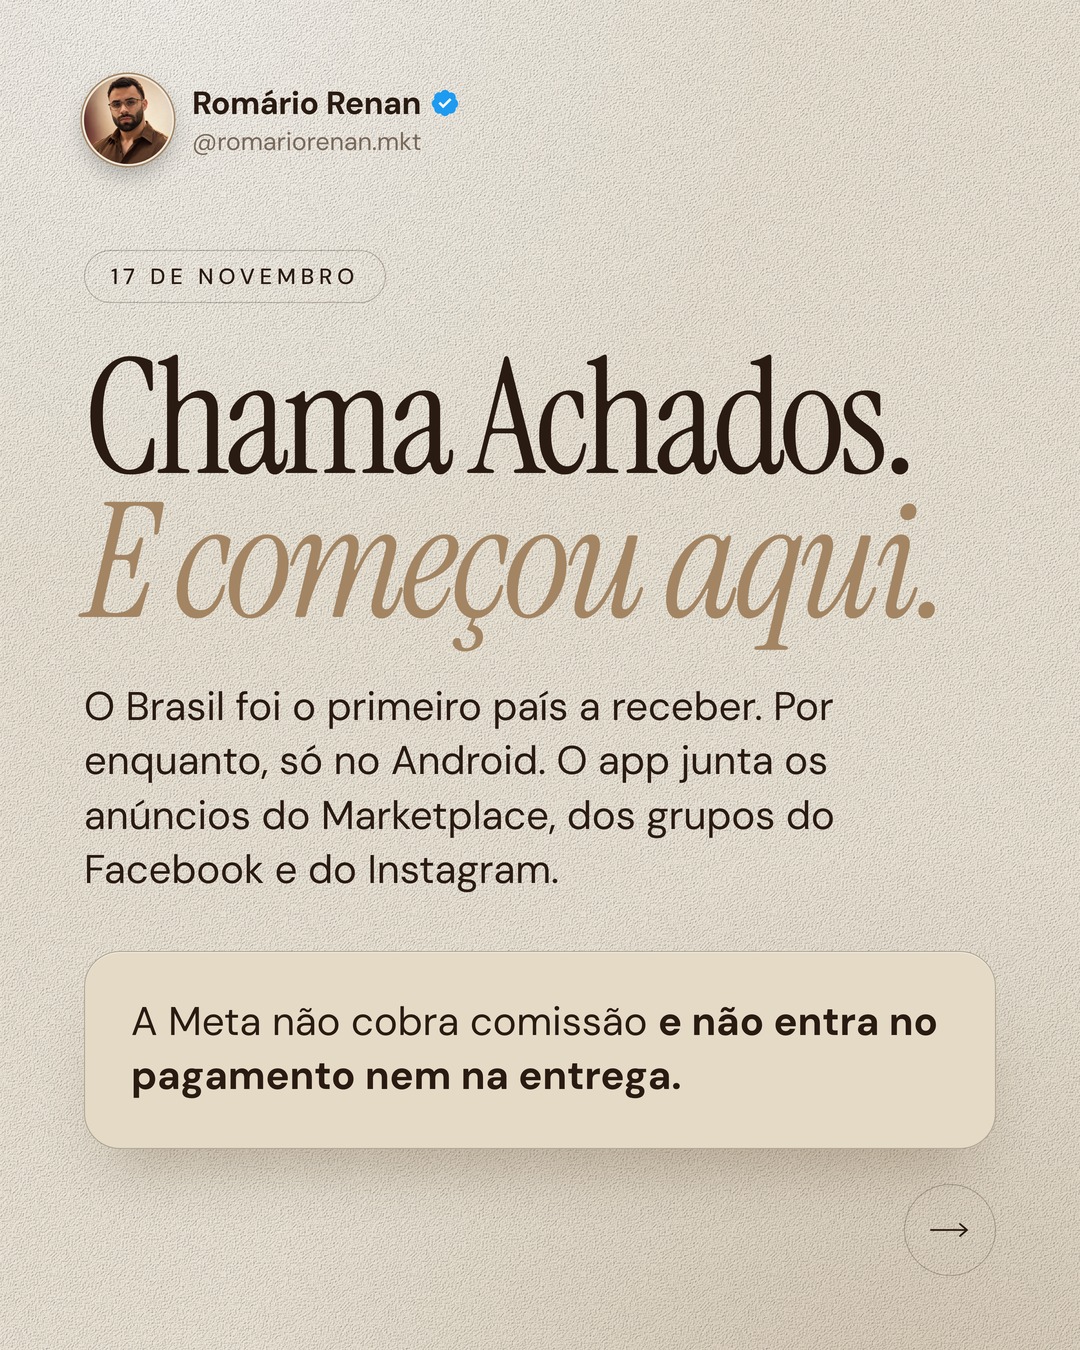 Romário Renan
@romariorenan.mkt
17 DE NOVEMBRO
Chama Achados.
E começou aqui.
O Brasil foi o primeiro país a receber. Por
enquanto, só no Android. O app junta os
anúncios do Marketplace, dos grupos do
Facebook e do Instagram.
A Meta não cobra comissão e não entra no
pagamento nem na entrega.